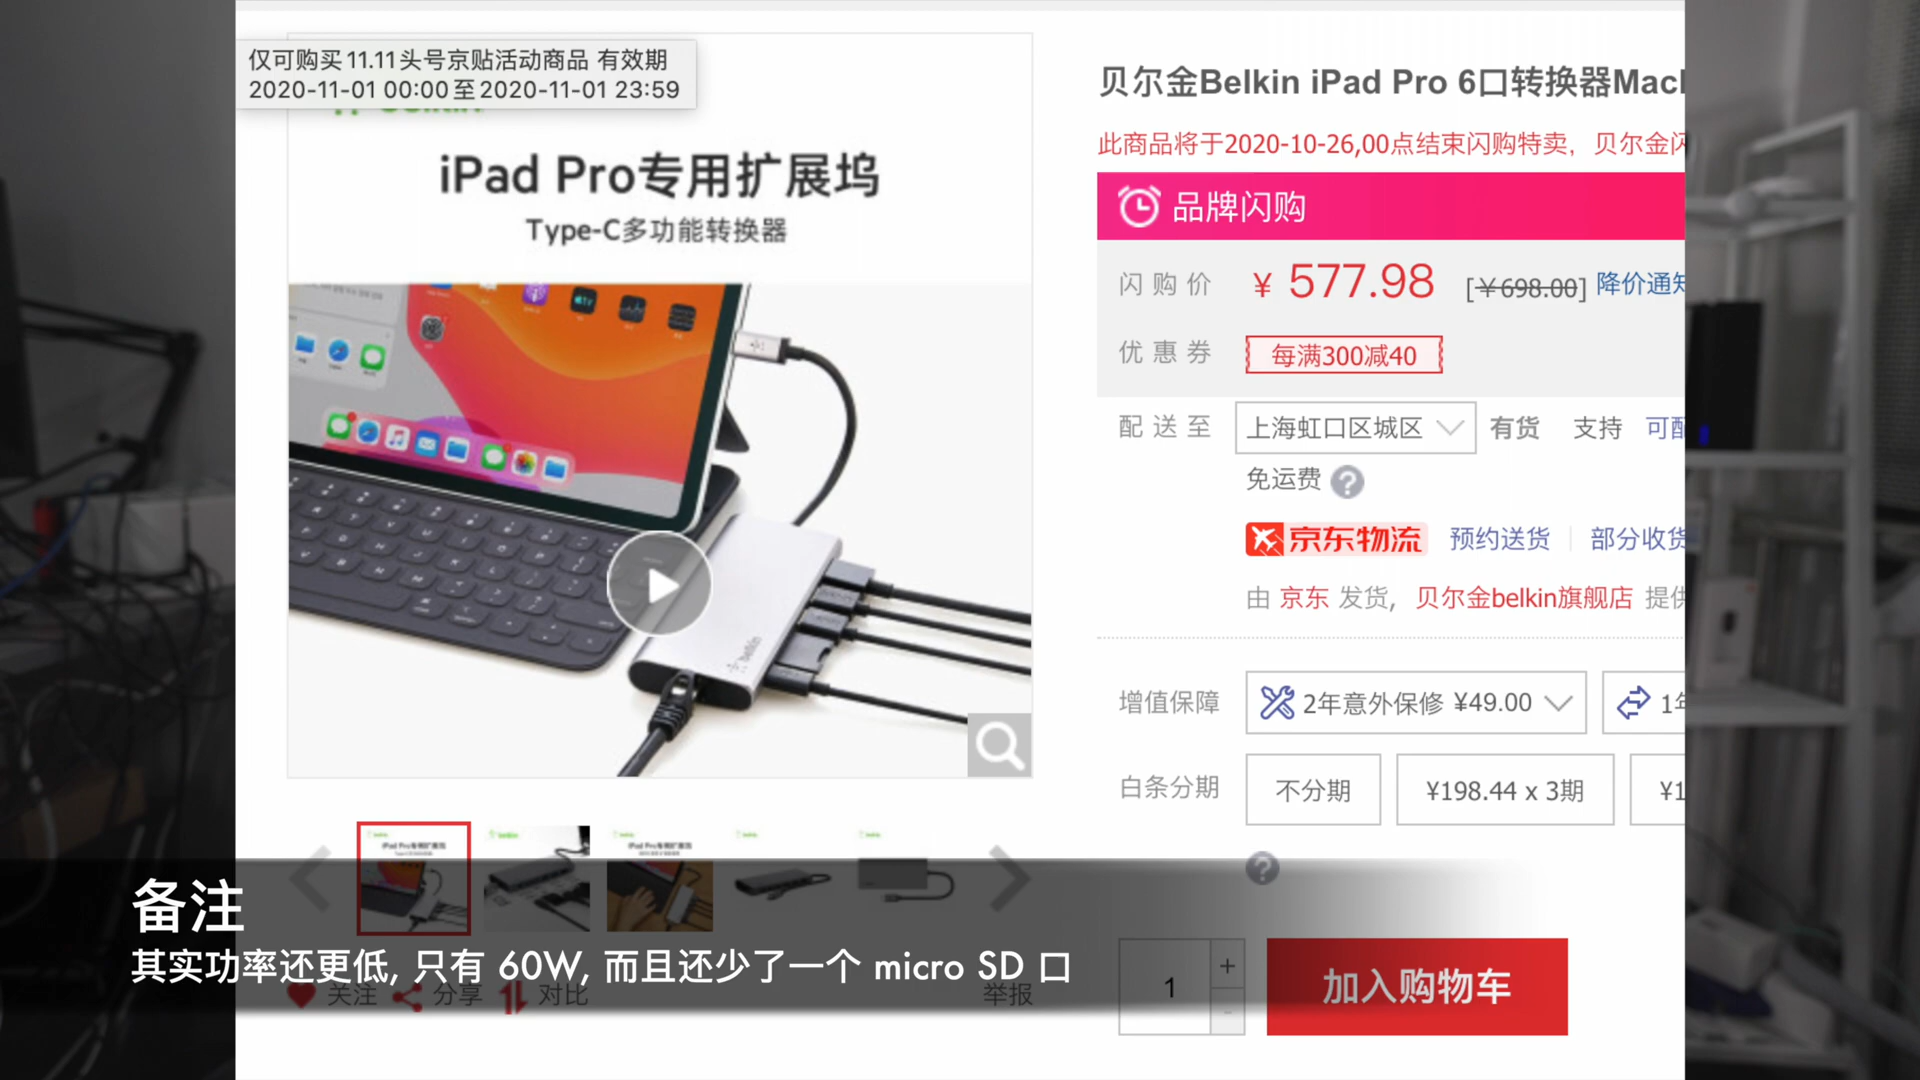 仅可购买11.11头号京贴活动商品 有效期
2020-11-01 00:00至2020-11-01 23:59
iPad Pro专用扩展坞
Type-C多功能转换器
belkin
贝尔金Belkin iPad Pro 6口转换器Mac
此商品将于2020-10-26,00点结束闪购特卖，贝尔金闪
品牌闪购
闪购价 ¥ 577.98 [¥698.00] 降价通知
优惠券 每满300减40
配送至 上海虹口区城区 有货 支持 可配
免运费 ?
京东物流 预约送货 部分收货
由 京东 发货, 贝尔金belkin旗舰店 提供
增值保障 2年意外保修 ¥49.00 1年
白条分期 不分期 ¥198.44 x 3期 ¥1
?
备注
其实功率还更低, 只有 60W, 而且还少了一个 micro SD 口
关注 分享 对比 举报
1 + -
加入购物车